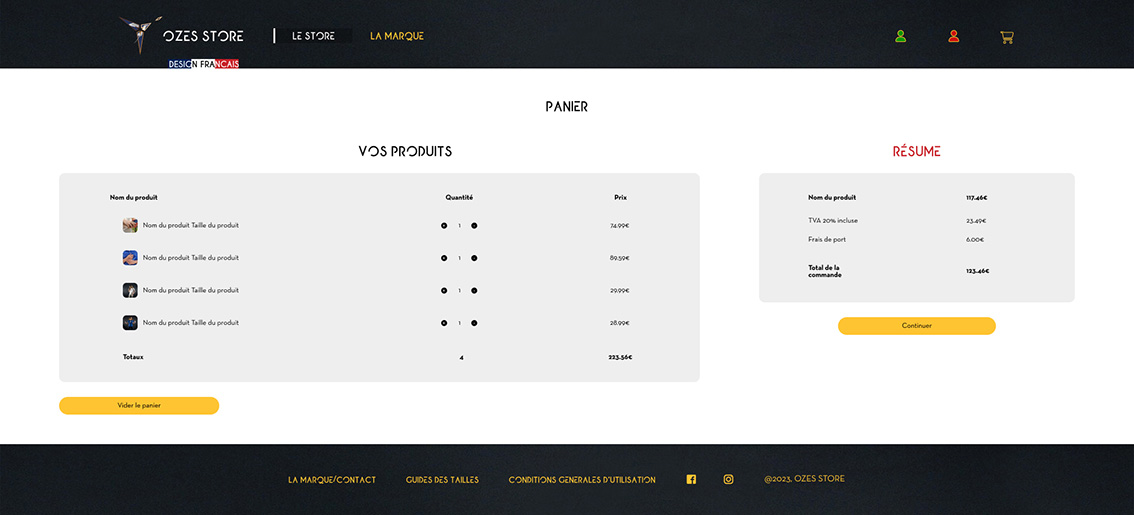 OZES STORE
LE STORE
LA MARQUE
DESIGN FRANCAIS
PANIER
VOS PRODUITS
Nom du produit Quantité Prix
Nom du produit Taille du produit 1 74.99€
Nom du produit Taille du produit 1 89.59€
Nom du produit Taille du produit 1 29.99€
Nom du produit Taille du produit 1 28.99€
Totaux 4 223.56€
Vider le panier
RÉSUME
Nom du produit 117.46€
TVA 20% incluse 23.49€
Frais de port 6.00€
Total de la
commande 123.46€
Continuer
LA MARQUE/CONTACT
GUIDES DES TAILLES
CONDITIONS GENERALES D'UTILISATION
@2023, OZES STORE